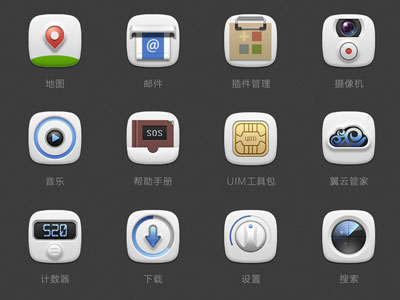 @
地图 邮件 插件管理 摄像机
SOS
UIM
音乐 帮助手册 UIM工具包 翼云管家
520
计数器 下载 设置 搜索